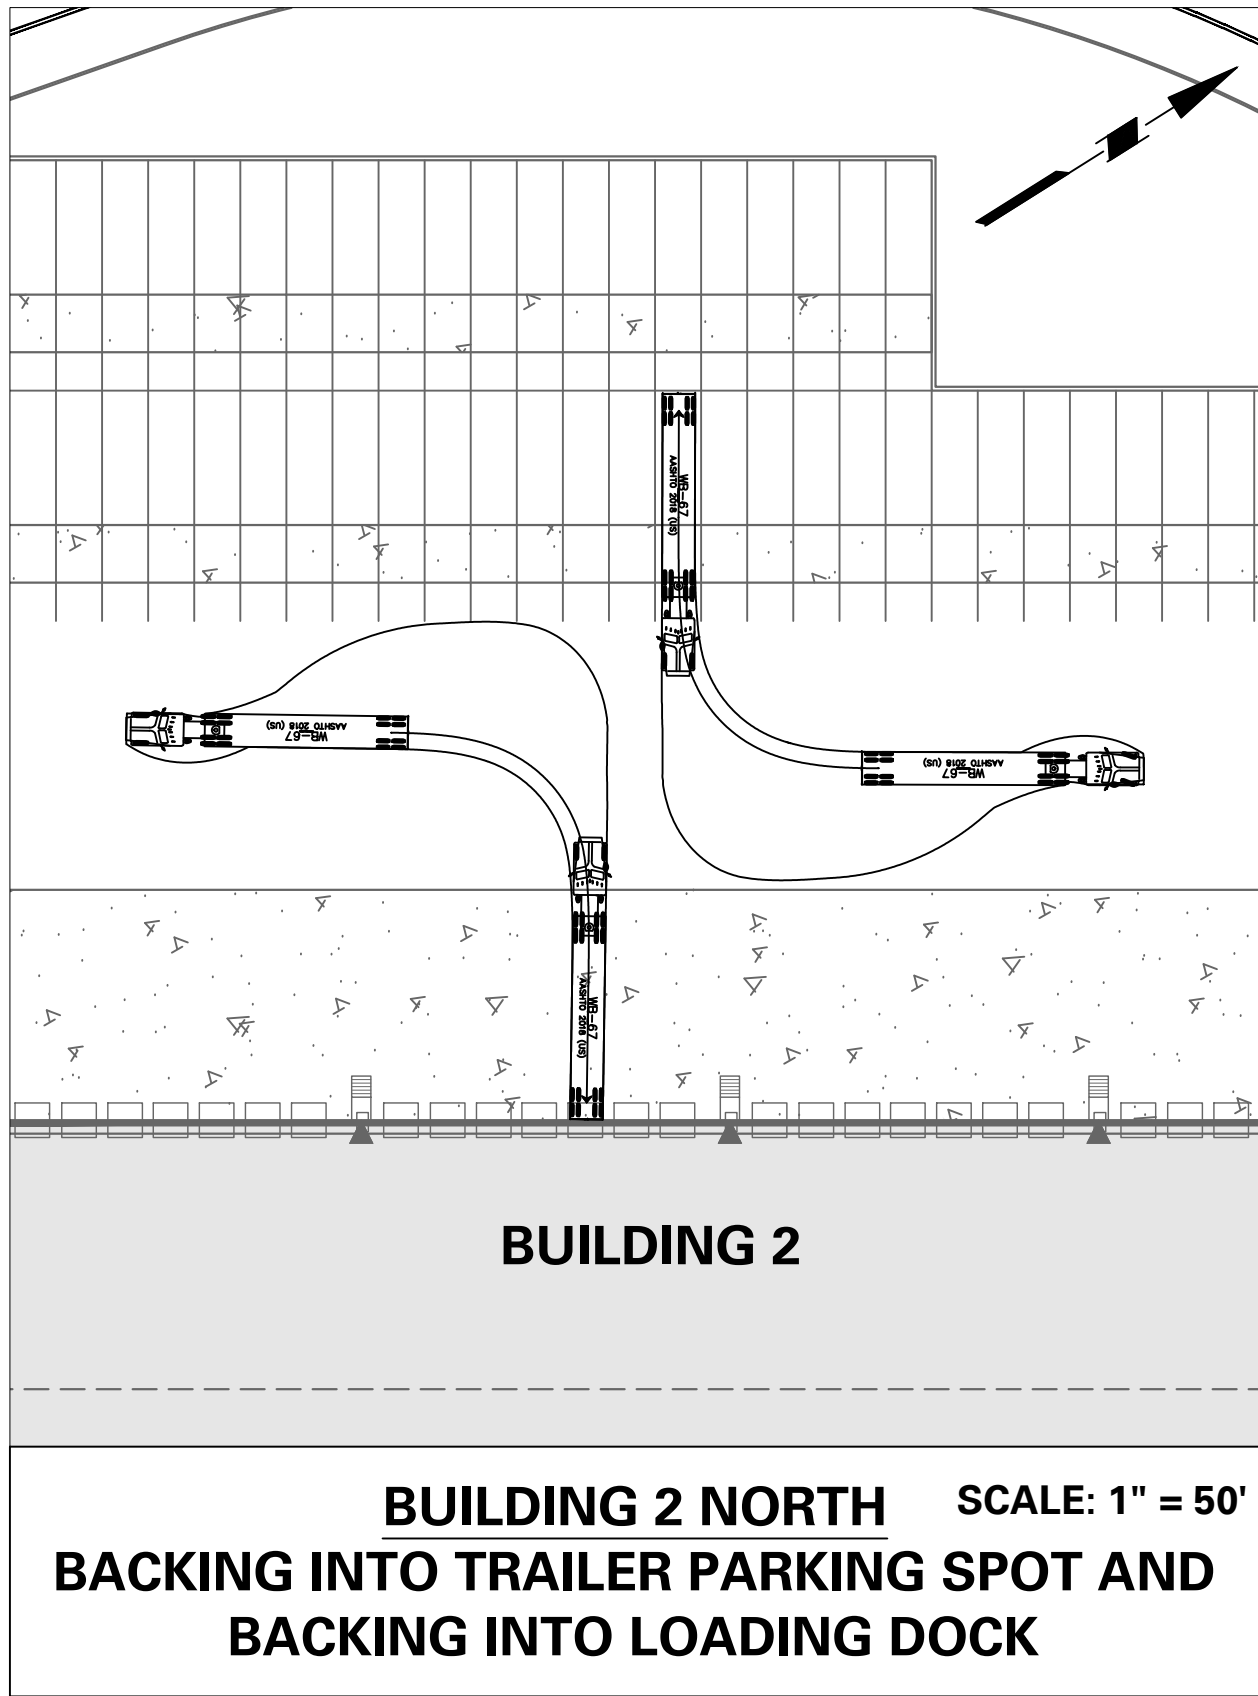 WB-67
AASHTO 2018 (US)
WB-67
AASHTO 2018 (US)
WB-67
AASHTO 2018 (US)
WB-67
AASHTO 2018 (US)
BUILDING 2
BUILDING 2 NORTH
SCALE: 1" = 50'
BACKING INTO TRAILER PARKING SPOT AND
BACKING INTO LOADING DOCK